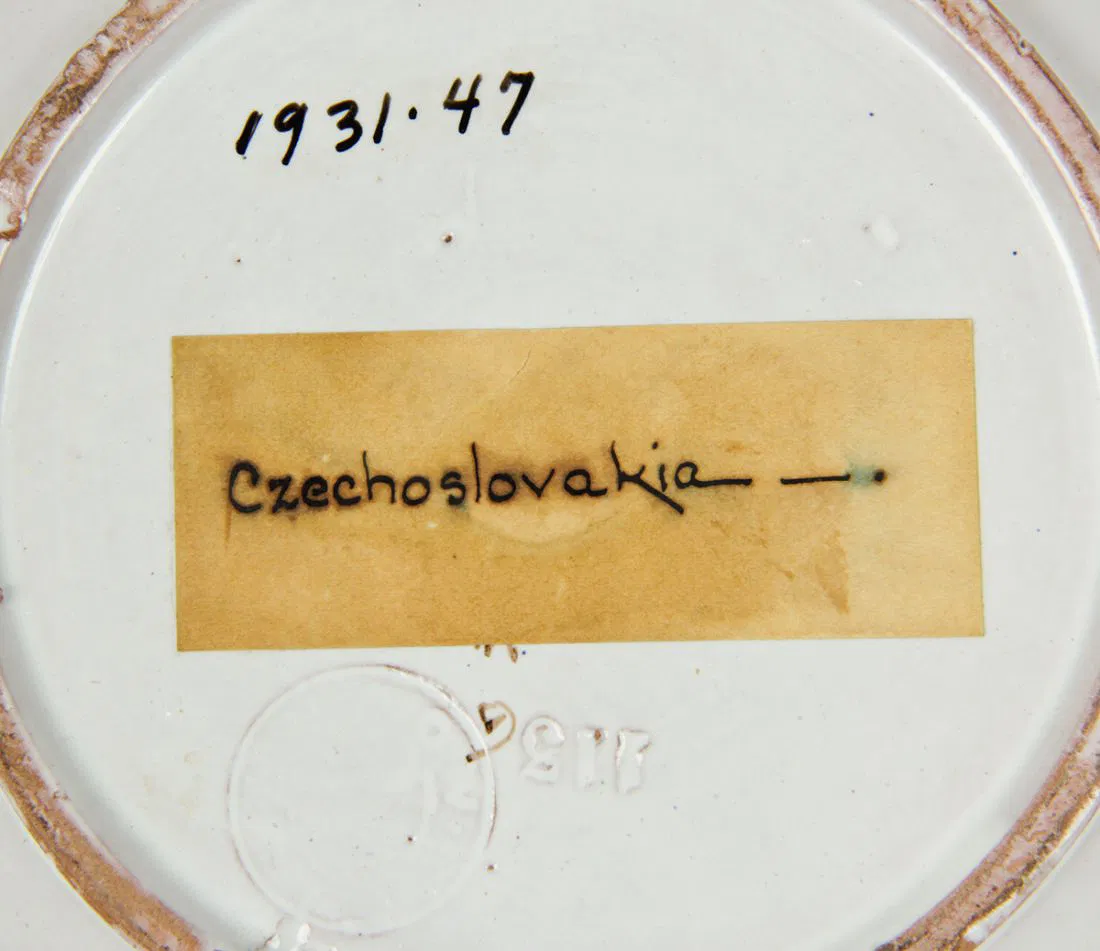 1931.47
Czechoslovakia — .